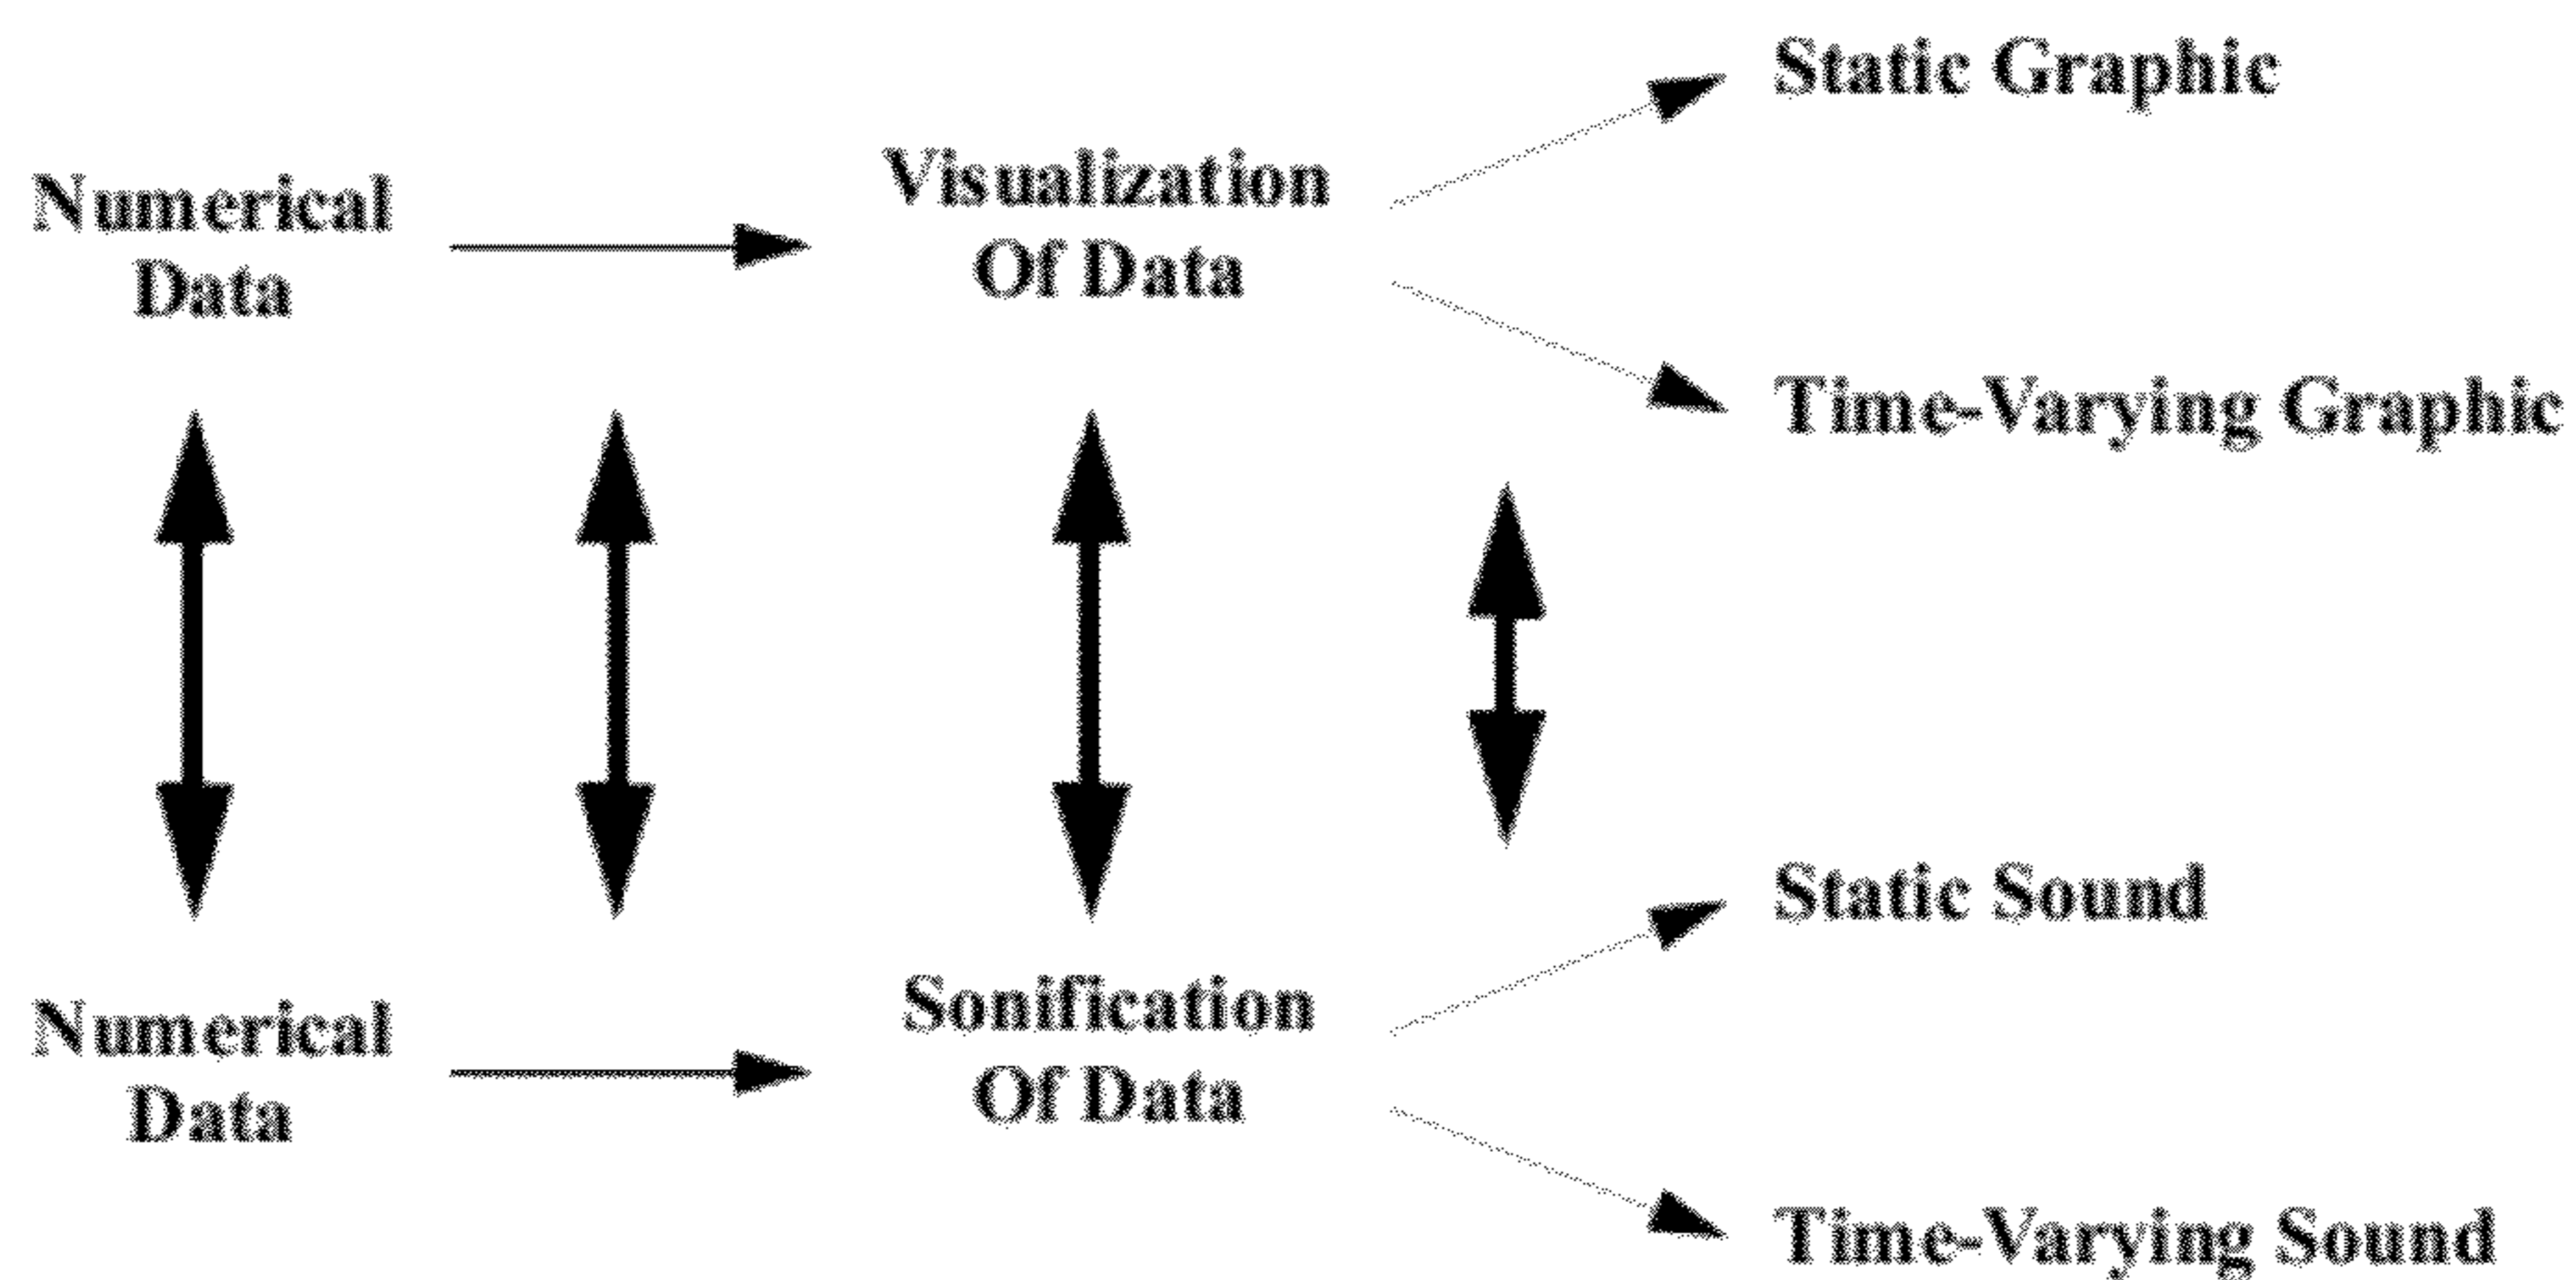 Numerical
Data
Visualization
Of Data
Static Graphic
Time-Varying Graphic
Numerical
Data
Sonification
Of Data
Static Sound
Time-Varying Sound